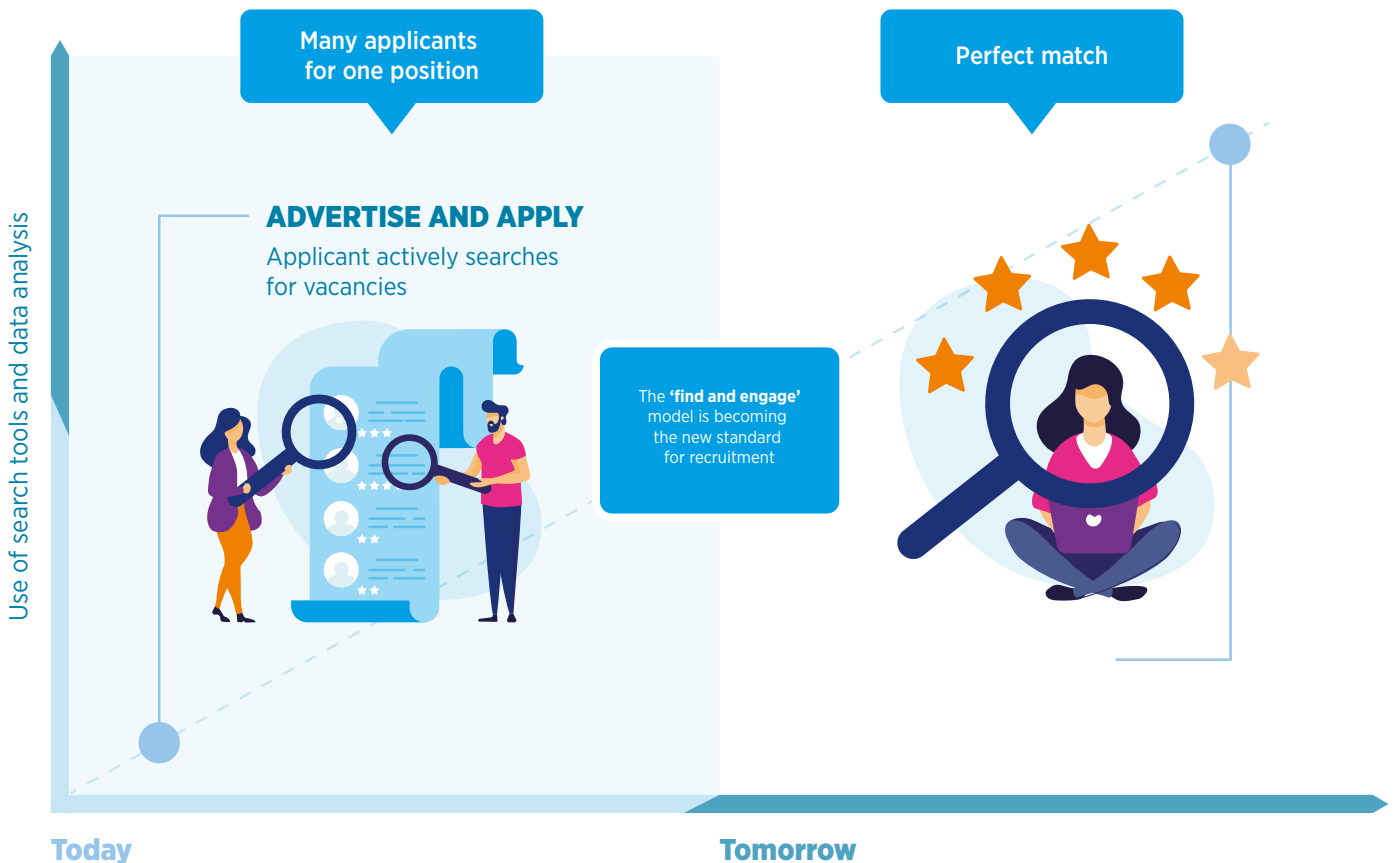 Many applicants
for one position
Perfect match
ADVERTISE AND APPLY
Applicant actively searches
for vacancies
Use of search tools and data analysis
The ‘find and engage’
model is becoming
the new standard
for recruitment
Today
Tomorrow